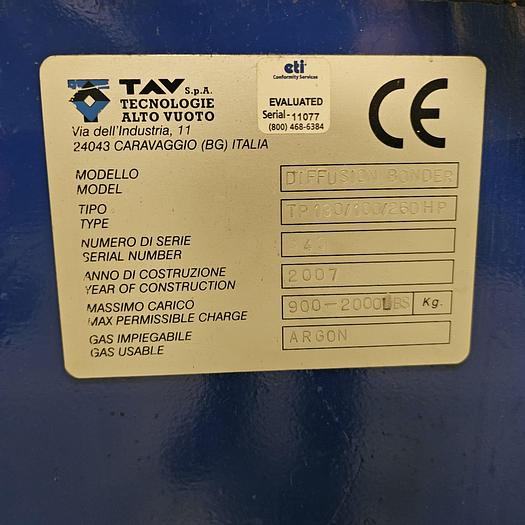 TAV S.p.A.
TECNOLOGIE
ALTO VUOTO
Via dell'Industria, 11
24043 CARAVAGGIO (BG) ITALIA
eti
Conformity Services
EVALUATED
Serial-11077
(800) 468-6384
CE
MODELLO
MODEL
DIFFUSION BONDER
TIPO
TYPE
NUMERO DI SERIE
SERIAL NUMBER
ANNO DI COSTRUZIONE
YEAR OF CONSTRUCTION
2007
MASSIMO CARICO
MAX PERMISSIBLE CHARGE
900-2000LBS Kg.
GAS IMPIEGABILE
GAS USABLE
ARGON